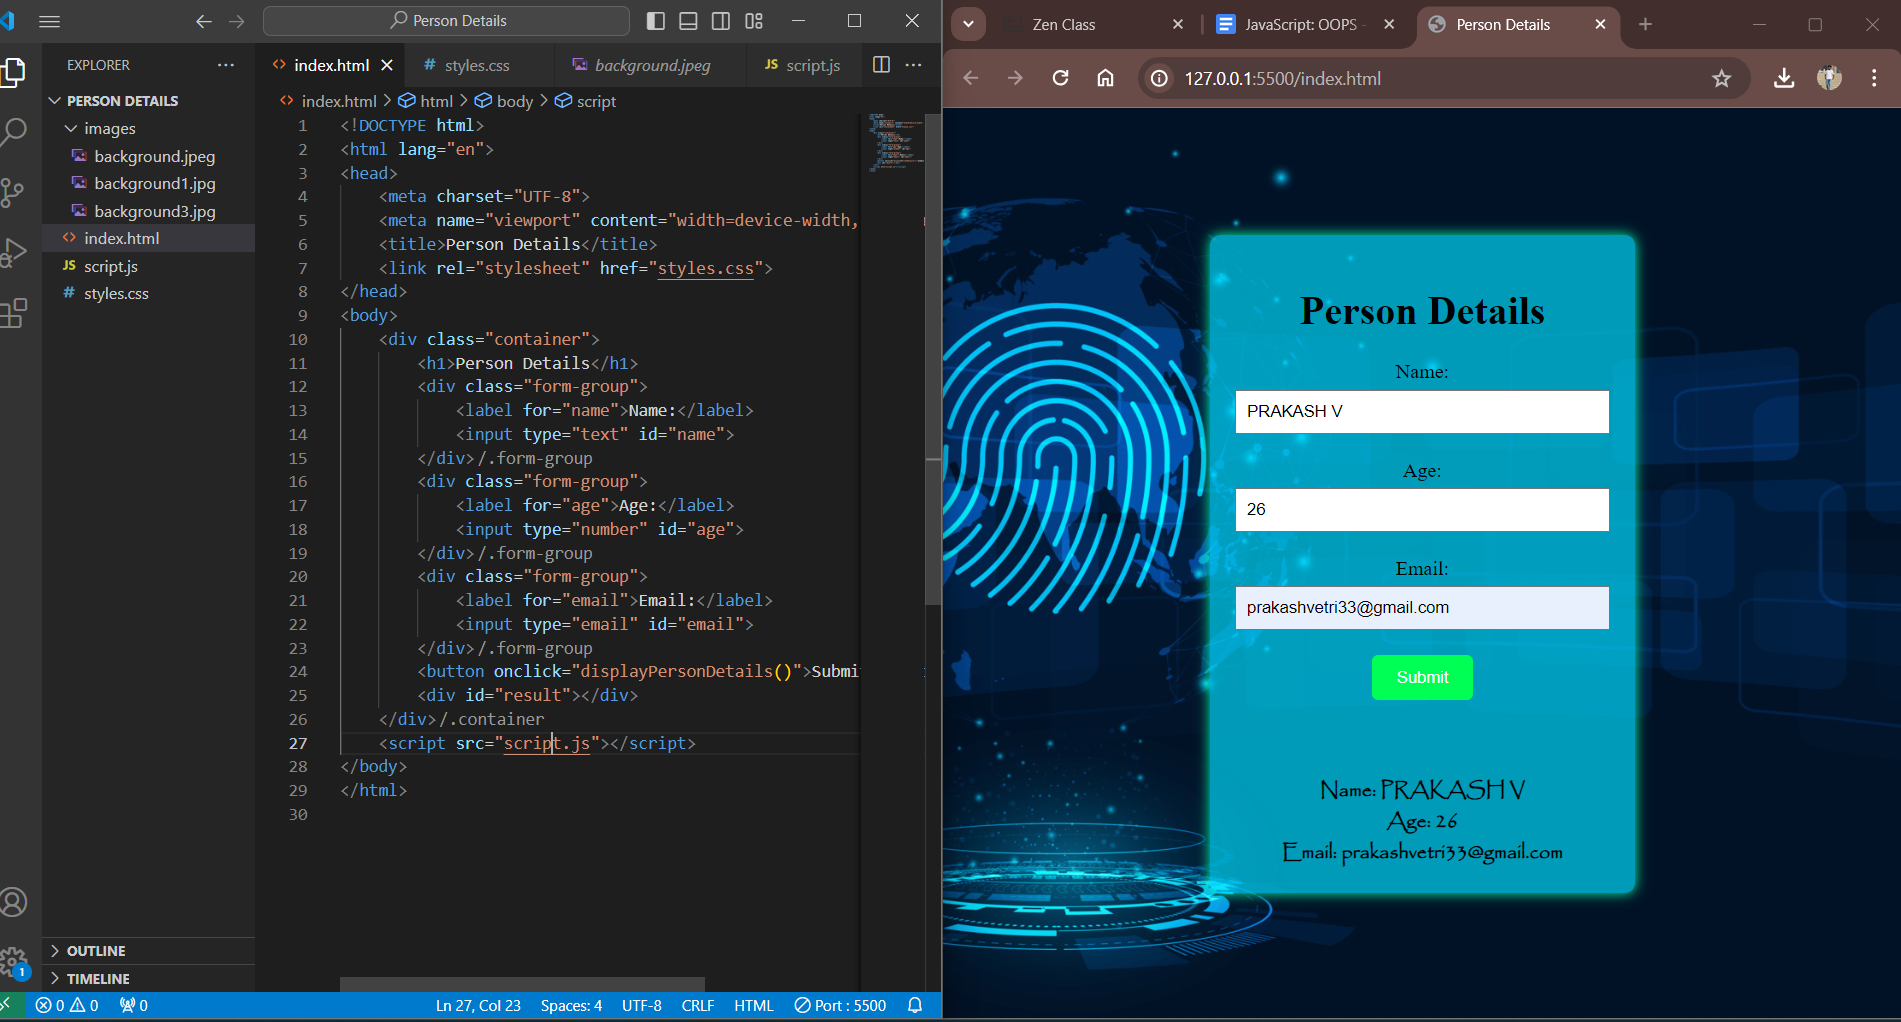 Person Details
EXPLORER
PERSON DETAILS
images
background.jpeg
background1.jpg
background3.jpg
index.html
JS script.js
# styles.css
OUTLINE
TIMELINE
1
<> index.html
# styles.css
background.jpeg
JS script.js
<> index.html > html > body > script
1 <!DOCTYPE html>
2 <html lang="en">
3 <head>
4 <meta charset="UTF-8">
5 <meta name="viewport" content="width=device-width,
6 <title>Person Details</title>
7 <link rel="stylesheet" href="styles.css">
8 </head>
9 <body>
10 <div class="container">
11 <h1>Person Details</h1>
12 <div class="form-group">
13 <label for="name">Name:</label>
14 <input type="text" id="name">
15 </div>/.form-group
16 <div class="form-group">
17 <label for="age">Age:</label>
18 <input type="number" id="age">
19 </div>/.form-group
20 <div class="form-group">
21 <label for="email">Email:</label>
22 <input type="email" id="email">
23 </div>/.form-group
24 <button onclick="displayPersonDetails()">Submi
25 <div id="result"></div>
26 </div>/.container
27 <script src="script.js"></script>
28 </body>
29 </html>
30
0 0 0 Ln 27, Col 23 Spaces: 4 UTF-8 CRLF HTML Port : 5500
Zen Class
JavaScript: OOPS -
Person Details
127.0.0.1:5500/index.html
Person Details
Name:
PRAKASH V
Age:
26
Email:
prakashvetri33@gmail.com
Submit
Name: PRAKASH V
Age: 26
Email: prakashvetri33@gmail.com